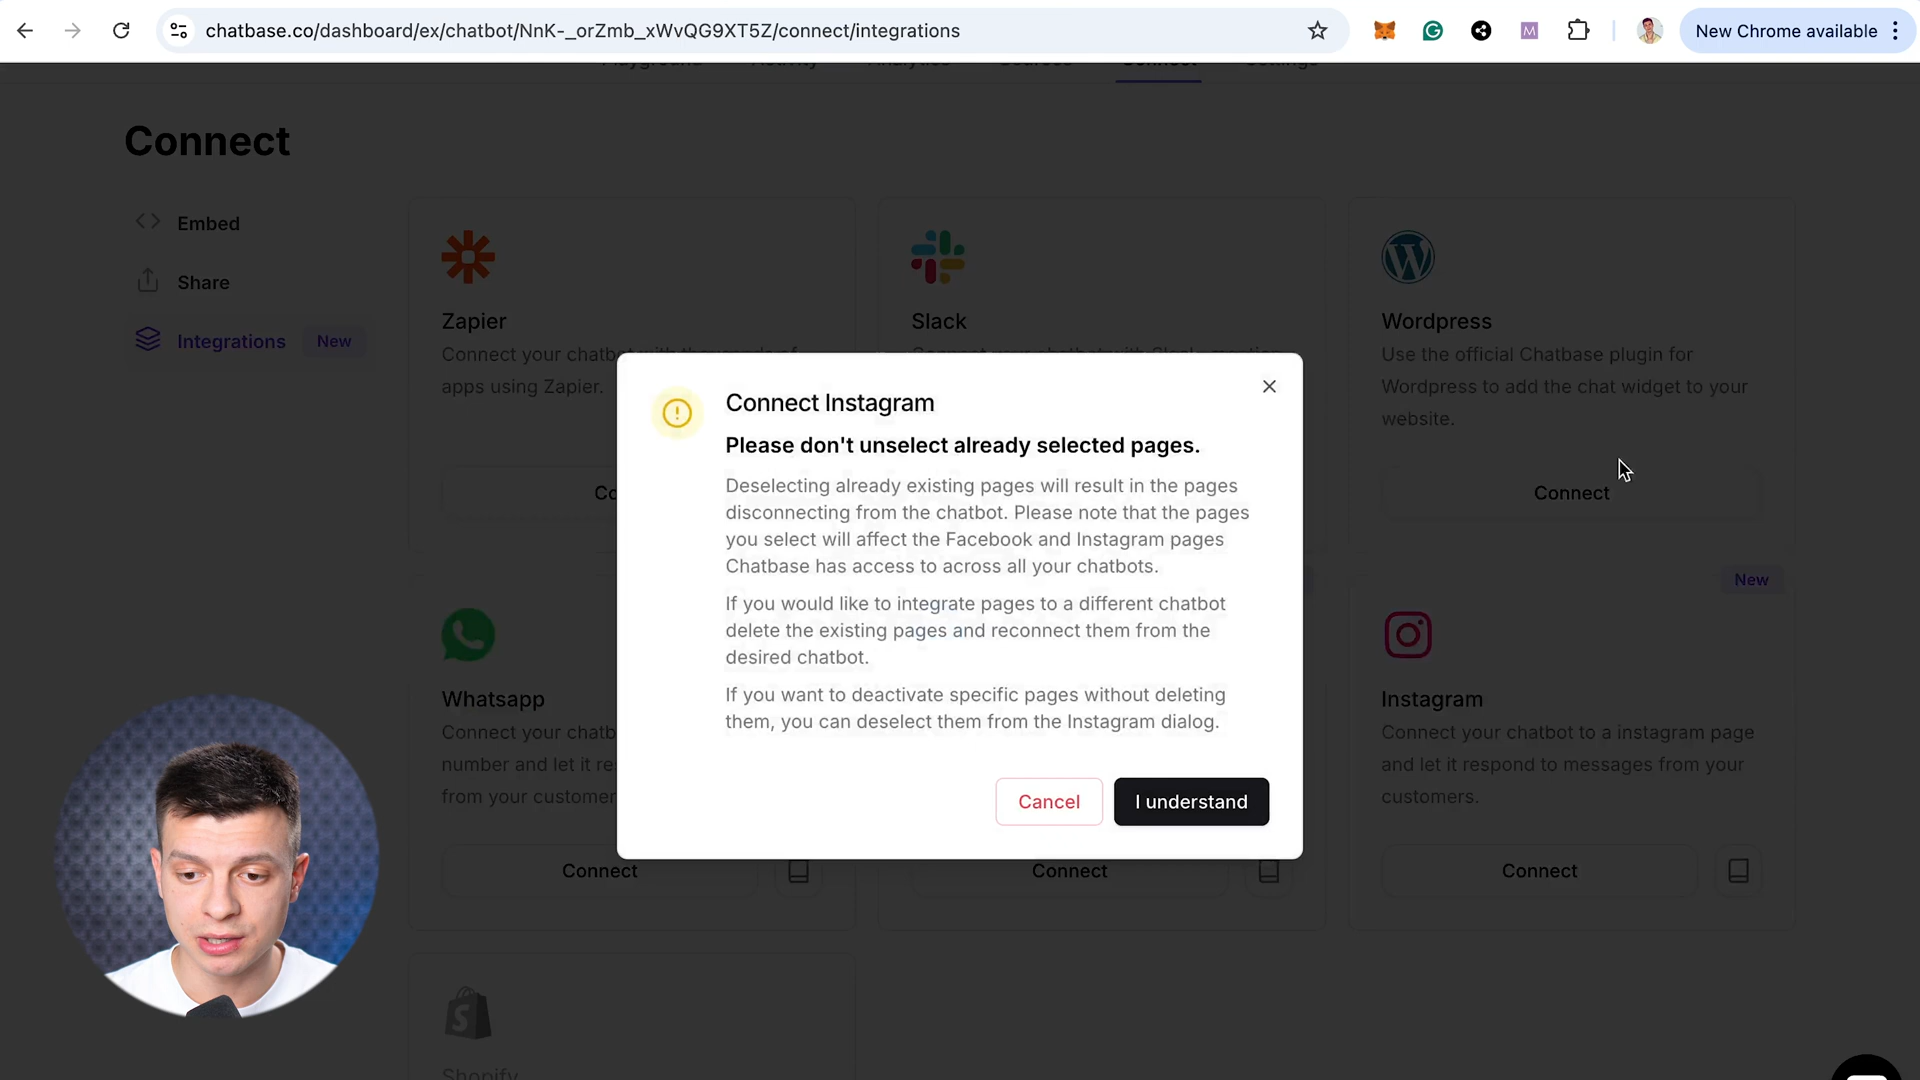 chatbase.co/dashboard/ex/chatbot/NnK-_orZmb_xWvQG9XT5Z/connect/integrations
New Chrome available
Connect
Embed
Share
Integrations
New
Zapier
Connect your chatbot
apps using Zapier.
Slack
Wordpress
Use the official Chatbase plugin for
Wordpress to add the chat widget to your
website.
Connect
Connect Instagram
Please don't unselect already selected pages.
Deselecting already existing pages will result in the pages
disconnecting from the chatbot. Please note that the pages
you select will affect the Facebook and Instagram pages
Chatbase has access to across all your chatbots.
If you would like to integrate pages to a different chatbot
delete the existing pages and reconnect them from the
desired chatbot.
If you want to deactivate specific pages without deleting
them, you can deselect them from the Instagram dialog.
Cancel
I understand
Whatsapp
Connect your chatb
number and let it re
from your customer
Connect
Connect
New
Instagram
Connect your chatbot to a instagram page
and let it respond to messages from your
customers.
Connect
Shopify